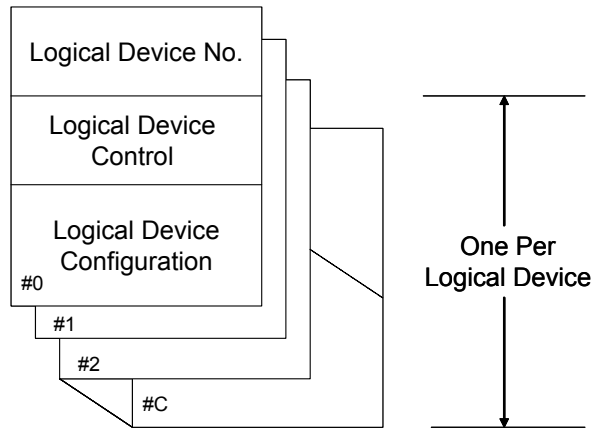 Logical Device No.
Logical Device
Control
Logical Device
Configuration
#0
#1
#2
#C
One Per
Logical Device